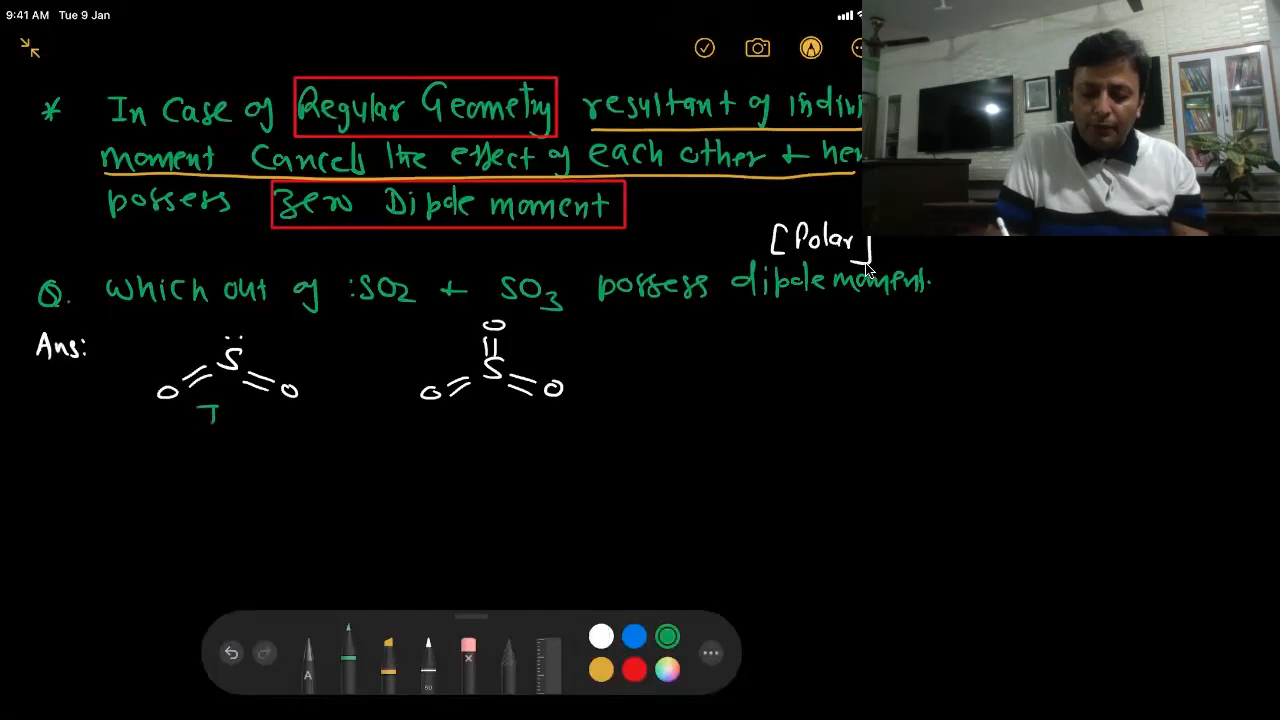 9:41 AM Tue 9 Jan
* In Case of Regular Geometry resultant of indivi
moment Cancels the effect of each other + hen
possess Zero Dipole moment
[Polar]
Q. Which out of :SO2 + SO3 possess dipole moment.
Ans:
O
S S
O O O O
T
A 50